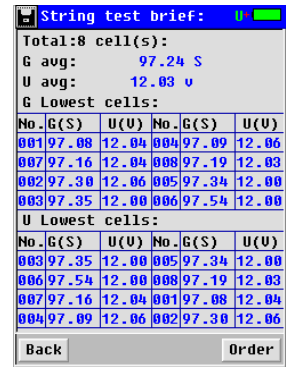 String test brief: U+
Total:8 cell(s):
G avg: 97.24 S
U avg: 12.03 v
G Lowest cells:
No. G(S) U(V) No. G(S) U(V)
001 97.08 12.04 004 97.09 12.06
007 97.16 12.04 008 97.19 12.03
002 97.30 12.06 005 97.34 12.00
003 97.35 12.00 006 97.54 12.00
U Lowest cells:
No. G(S) U(V) No. G(S) U(V)
003 97.35 12.00 005 97.34 12.00
006 97.54 12.00 008 97.19 12.03
007 97.16 12.04 001 97.08 12.04
004 97.09 12.06 002 97.30 12.06
Back Order